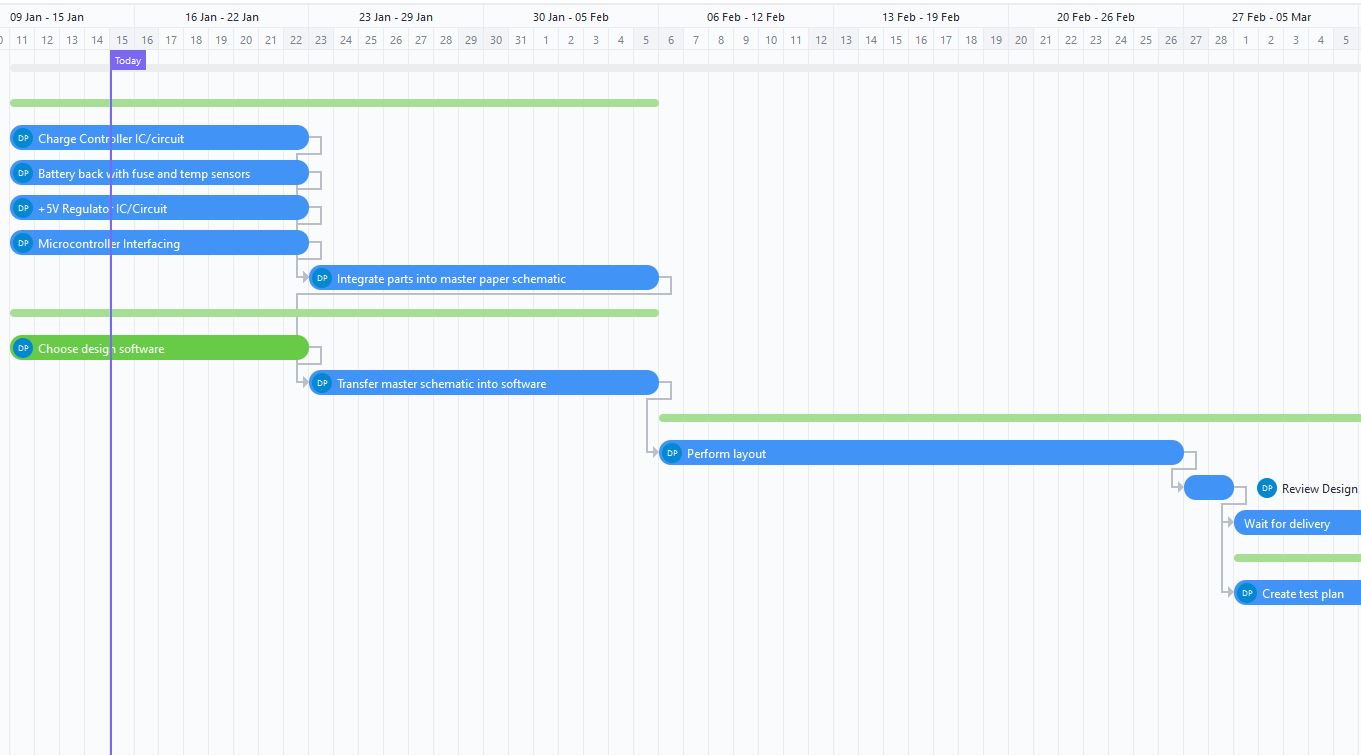 09 Jan - 15 Jan 16 Jan - 22 Jan 23 Jan - 29 Jan 30 Jan - 05 Feb 06 Feb - 12 Feb 13 Feb - 19 Feb 20 Feb - 26 Feb 27 Feb - 05 Mar
0 11 12 13 14 15 16 17 18 19 20 21 22 23 24 25 26 27 28 29 30 31 1 2 3 4 5 6 7 8 9 10 11 12 13 14 15 16 17 18 19 20 21 22 23 24 25 26 27 28 1 2 3 4 5
Today
DP Charge Controller IC/circuit
DP Battery back with fuse and temp sensors
DP +5V Regulator IC/Circuit
DP Microcontroller Interfacing
DP Integrate parts into master paper schematic
DP Choose design software
DP Transfer master schematic into software
DP Perform layout
DP Review Design
Wait for delivery
DP Create test plan